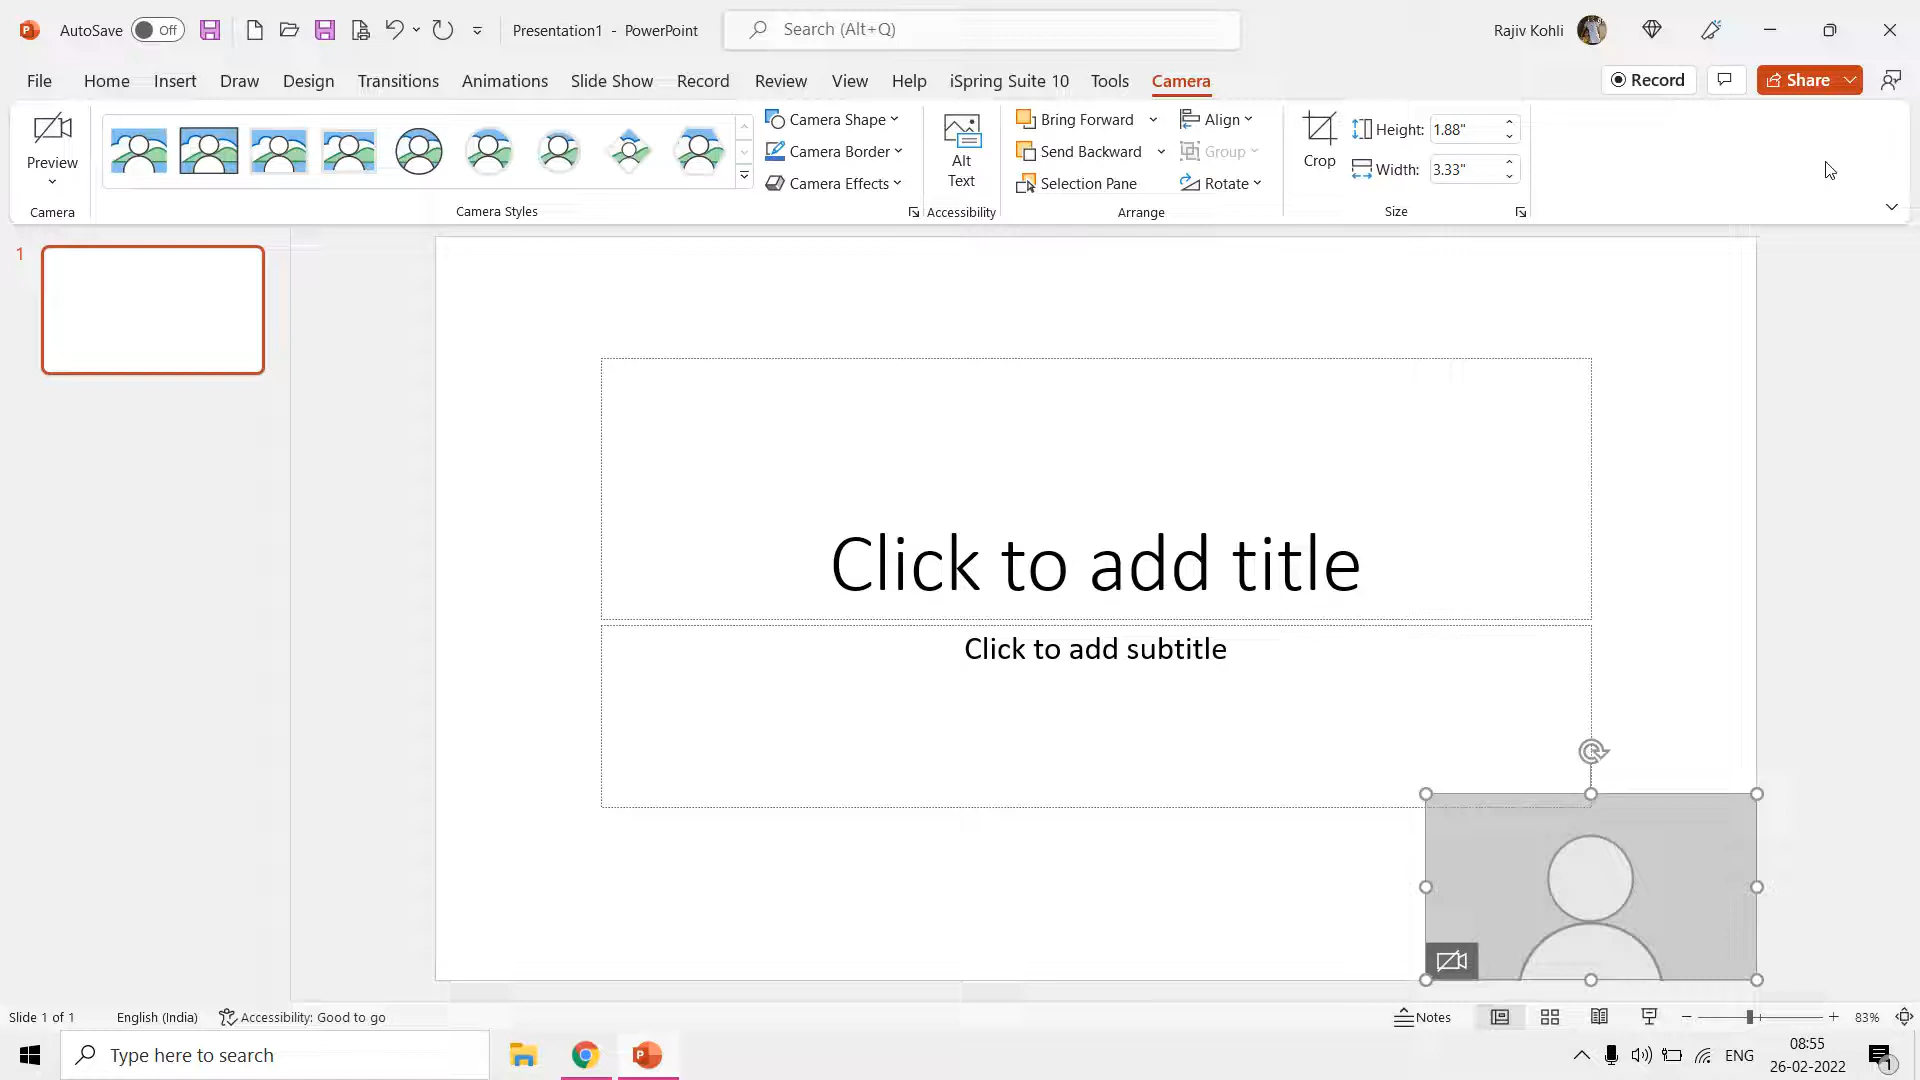 AutoSave Off Presentation1 - PowerPoint Search (Alt+Q) Rajiv Kohli
File Home Insert Draw Design Transitions Animations Slide Show Record Review View Help iSpring Suite 10 Tools Camera Record Share
Preview
Camera
Camera Shape
Camera Border
Camera Effects
Camera Styles
Alt
Text
Accessibility
Bring Forward
Send Backward
Selection Pane
Align
Group
Rotate
Arrange
Crop
Height: 1.88"
Width: 3.33"
Size
1
Click to add title
Click to add subtitle
Slide 1 of 1 English (India) Accessibility: Good to go Notes 83%
Type here to search
ENG
08:55
26-02-2022
1